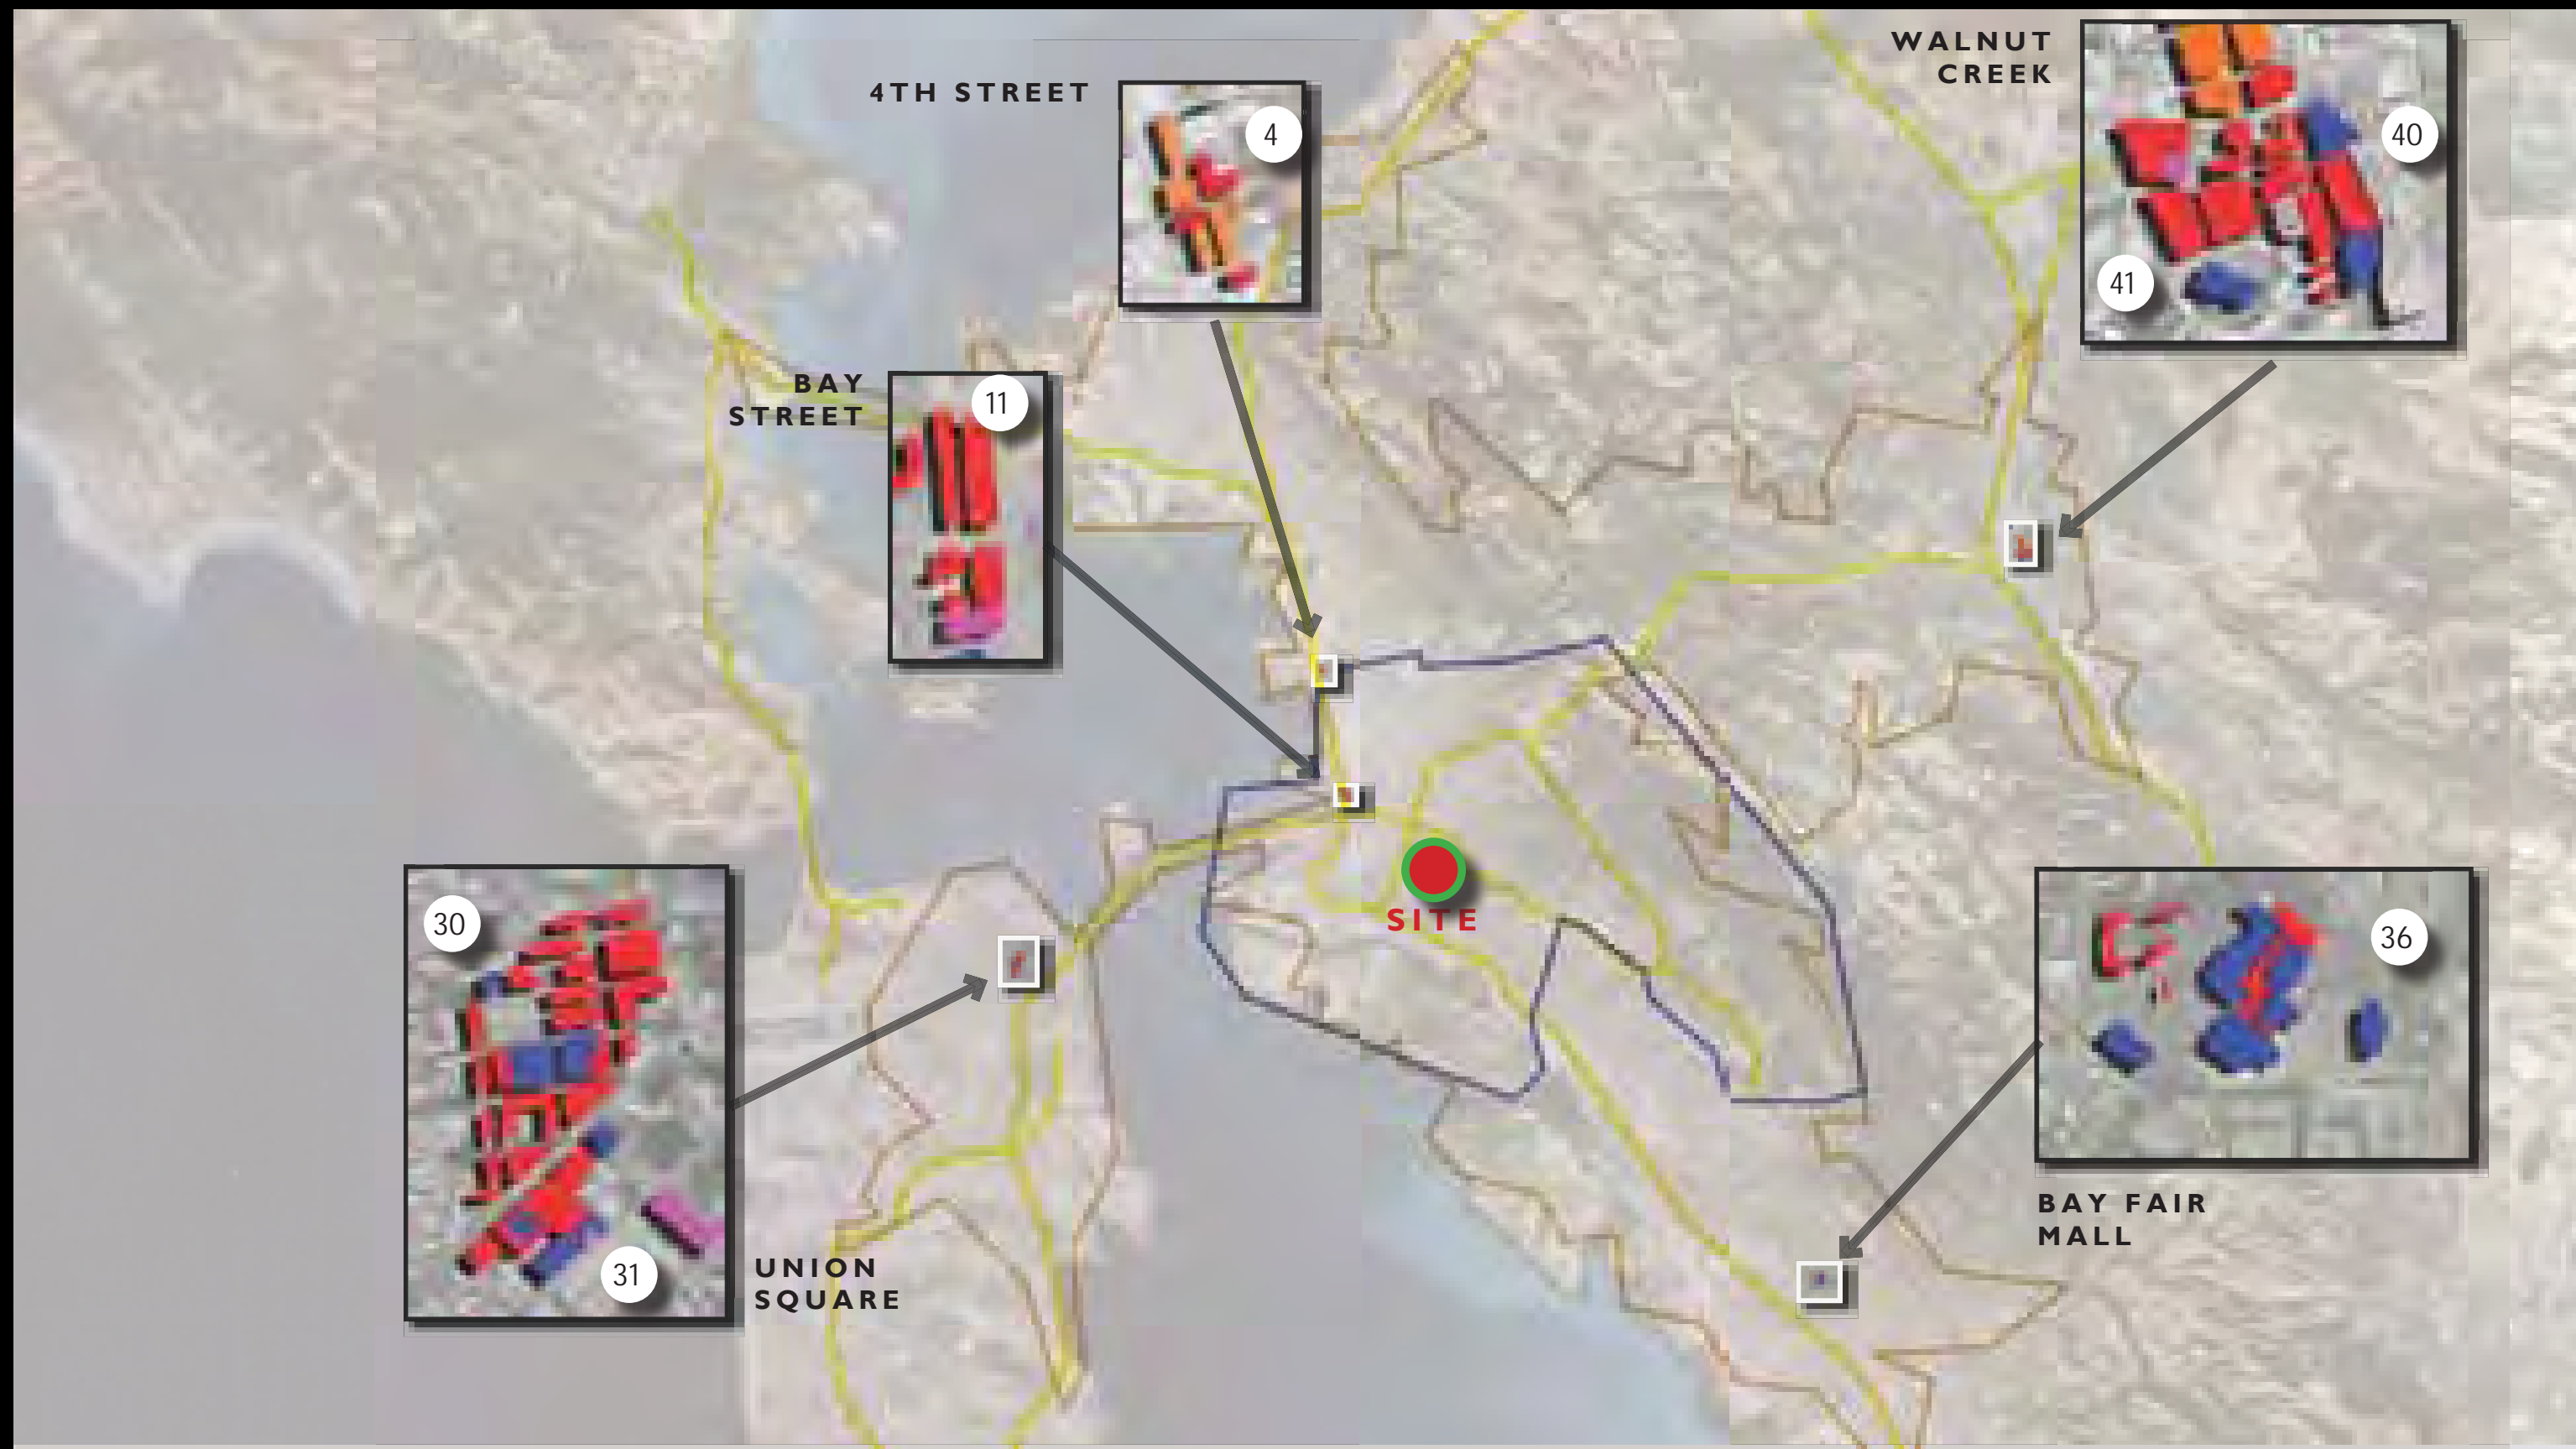 WALNUT
CREEK
4TH STREET
4
40
41
BAY
STREET
11
SITE
30
31
UNION
SQUARE
36
BAY FAIR
MALL